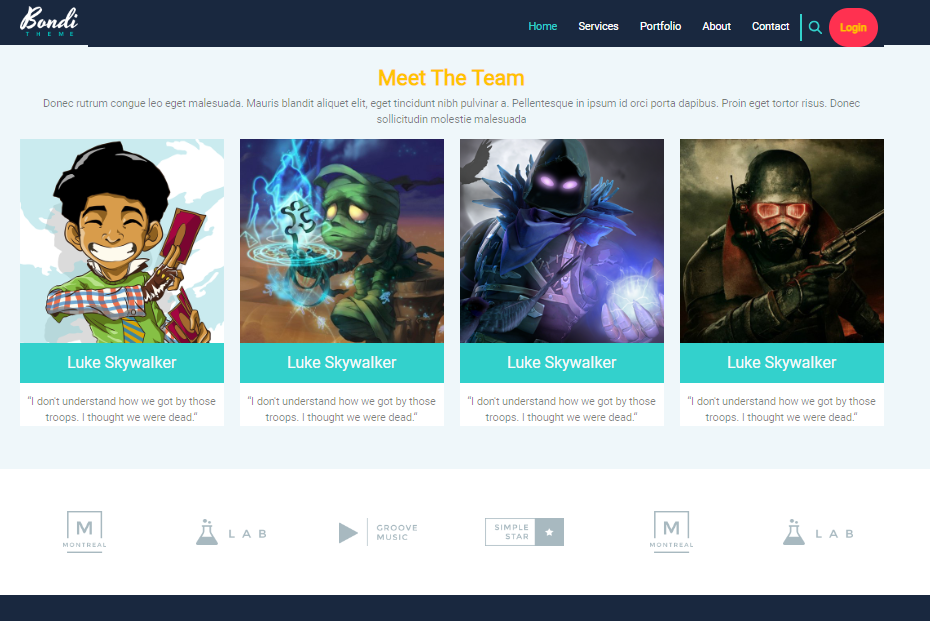 Bondi
THEME
Home Services Portfolio About Contact Login
Meet The Team
Donec rutrum congue leo eget malesuada. Mauris blandit aliquet elit, eget tincidunt nibh pulvinar a. Pellentesque in ipsum id orci porta dapibus. Proin eget tortor risus. Donec
sollicitudin molestie malesuada
Luke Skywalker
"I don't understand how we got by those
troops. I thought we were dead.“
Luke Skywalker
"I don't understand how we got by those
troops. I thought we were dead.“
Luke Skywalker
"I don't understand how we got by those
troops. I thought we were dead.“
Luke Skywalker
"I don't understand how we got by those
troops. I thought we were dead.“
M
MONTREAL
LAB
GROOVE
MUSIC
SIMPLE
STAR
M
MONTREAL
LAB